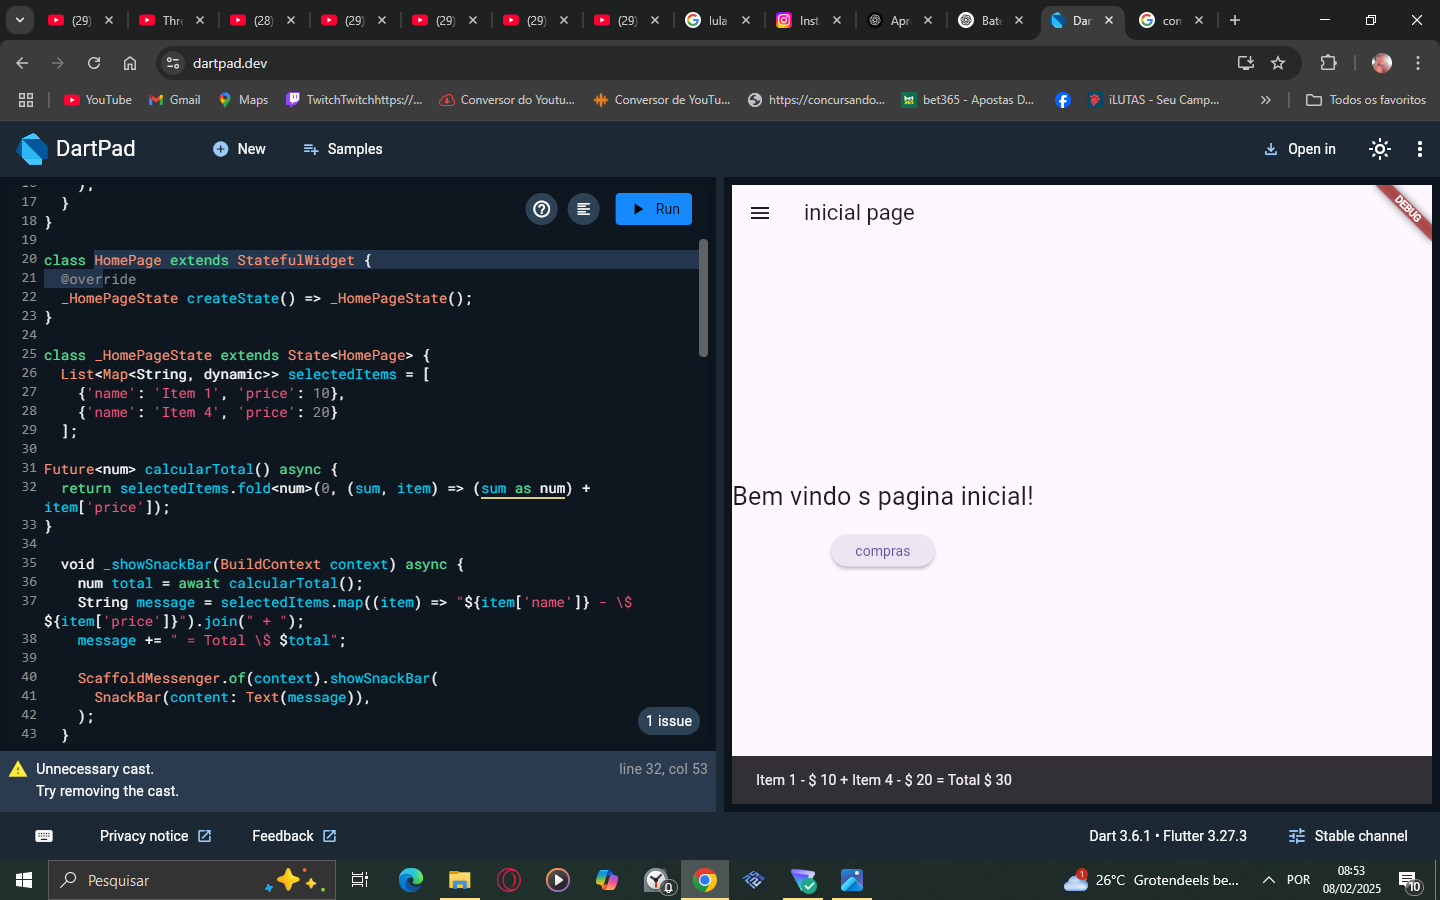 (29)
Thre
(28)
(29)
(29)
(29)
(29)
lula
Inst
Apr
Bate
Dar
con
dartpad.dev
YouTube
Gmail
Maps
TwitchTwitchhttps://...
Conversor do Youtu...
Conversor de YouTu...
https://concursando...
bet365 - Apostas D...
iLUTAS - Seu Camp...
Todos os favoritos
DartPad
New
Samples
Open in
Run
17 }
18 }
19
20 class HomePage extends StatefulWidget {
21 @override
22 _HomePageState createState() => _HomePageState();
23 }
24
25 class _HomePageState extends State<HomePage> {
26 List<Map<String, dynamic>> selectedItems = [
27 {'name': 'Item 1', 'price': 10},
28 {'name': 'Item 4', 'price': 20}
29 ];
30
31 Future<num> calcularTotal() async {
32 return selectedItems.fold<num>(0, (sum, item) => (sum as num) +
item['price']);
33 }
34
35 void _showSnackBar(BuildContext context) async {
36 num total = await calcularTotal();
37 String message = selectedItems.map((item) => "${item['name']} - \$
${item['price']}").join(" + ");
38 message += " = Total \$ $total";
39
40 ScaffoldMessenger.of(context).showSnackBar(
41 SnackBar(content: Text(message)),
42 );
43 }
1 issue
Unnecessary cast.
line 32, col 53
Try removing the cast.
inicial page
DEBUG
Bem vindo s pagina inicial!
compras
Item 1 - $ 10 + Item 4 - $ 20 = Total $ 30
Privacy notice
Feedback
Dart 3.6.1 • Flutter 3.27.3
Stable channel
Pesquisar
0
1
26°C Grotendeels be...
POR
08:53
08/02/2025
10